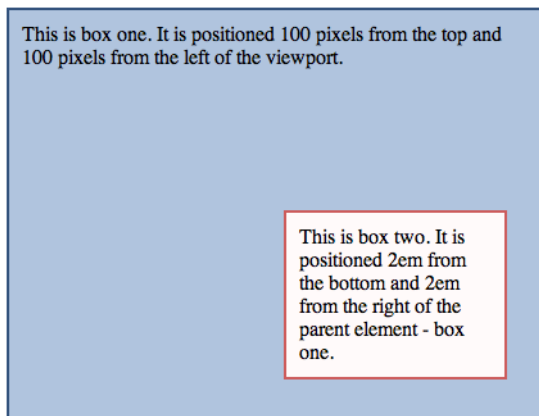 This is box one. It is positioned 100 pixels from the top and
100 pixels from the left of the viewport.
This is box two. It is
positioned 2em from
the bottom and 2em
from the right of the
parent element - box
one.